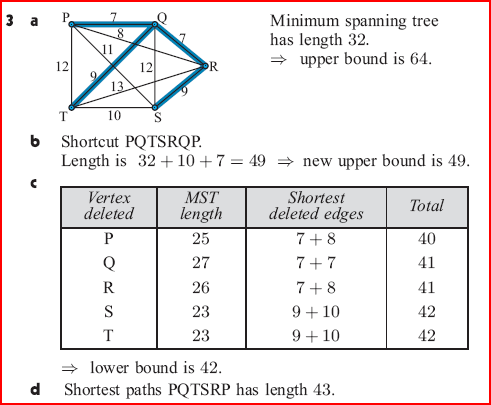 3 a
P 7 Q
8
11
7
12
9
12
R
13
9
T 10 S
Minimum spanning tree
has length 32.
⇒ upper bound is 64.
b Shortcut PQTSRQP.
Length is 32 + 10 + 7 = 49 ⇒ new upper bound is 49.
c
Vertex deleted MST length Shortest deleted edges Total
P 25 7 + 8 40
Q 27 7 + 7 41
R 26 7 + 8 41
S 23 9 + 10 42
T 23 9 + 10 42
⇒ lower bound is 42.
d Shortest paths PQTSRP has length 43.